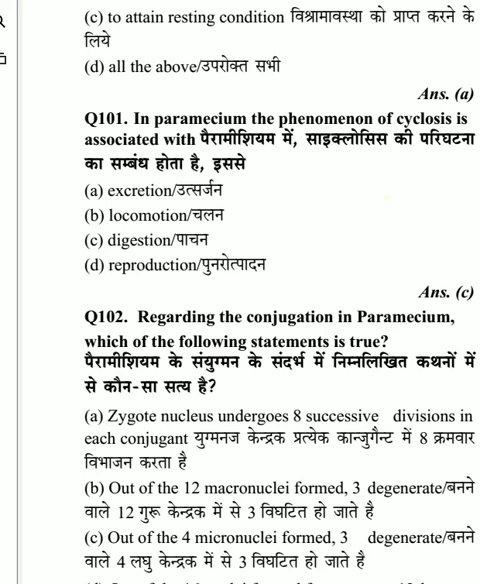 (c) to attain resting condition विश्रामावस्था को प्राप्त करने के
लिये
(d) all the above/उपरोक्त सभी
Ans. (a)
Q101. In paramecium the phenomenon of cyclosis is
associated with पैरामीशियम में, साइक्लोसिस की परिघटना
का सम्बंध होता है, इससे
(a) excretion/उत्सर्जन
(b) locomotion/चलन
(c) digestion/पाचन
(d) reproduction/पुनरोत्पादन
Ans. (c)
Q102. Regarding the conjugation in Paramecium,
which of the following statements is true?
पैरामीशियम के संयुग्मन के संदर्भ में निम्नलिखित कथनों में
से कौन-सा सत्य है?
(a) Zygote nucleus undergoes 8 successive divisions in
each conjugant युग्मनज केन्द्रक प्रत्येक कान्जुगैन्ट में 8 क्रमवार
विभाजन करता है
(b) Out of the 12 macronuclei formed, 3 degenerate/बनने
वाले 12 गुरू केन्द्रक में से 3 विघटित हो जाते है
(c) Out of the 4 micronuclei formed, 3 degenerate/बनने
वाले 4 लघु केन्द्रक में से 3 विघटित हो जाते है